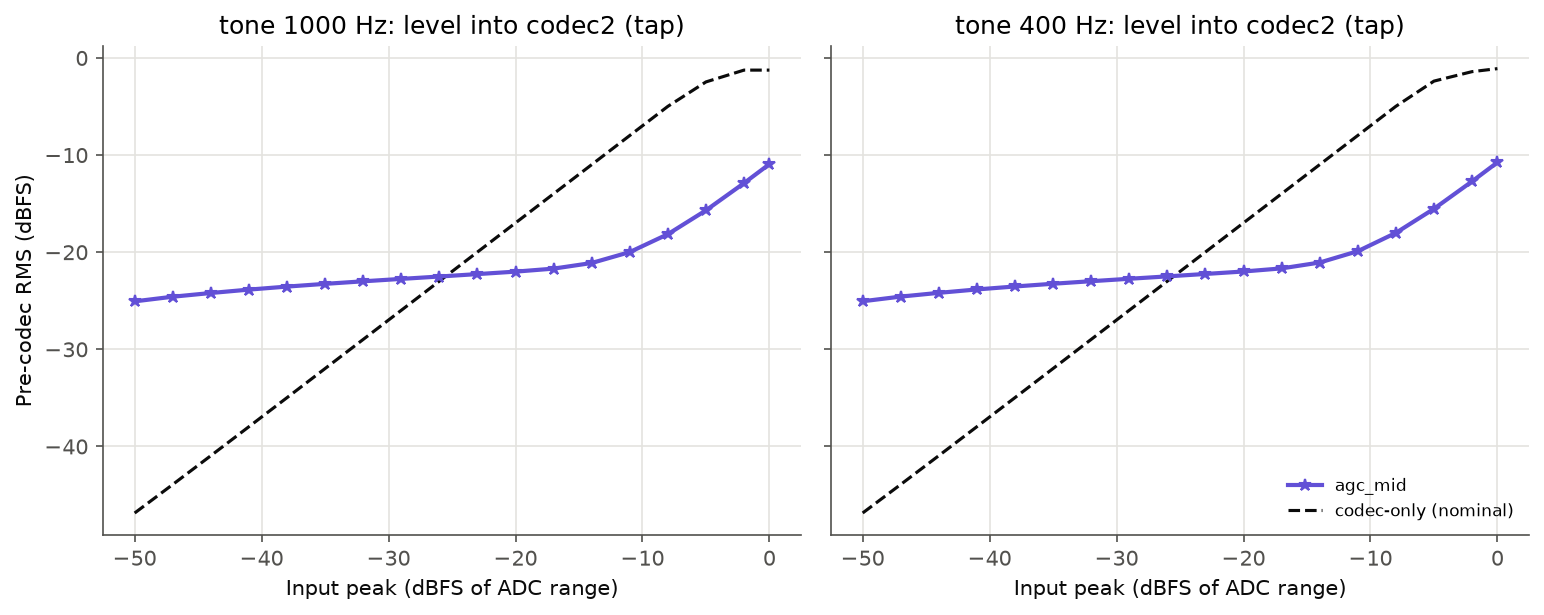 tone 1000 Hz: level into codec2 (tap)
Pre-codec RMS (dBFS)
0
−10
−20
−30
−40
−50
−40
−30
−20
−10
0
Input peak (dBFS of ADC range)
tone 400 Hz: level into codec2 (tap)
agc_mid
codec-only (nominal)
−50
−40
−30
−20
−10
0
Input peak (dBFS of ADC range)